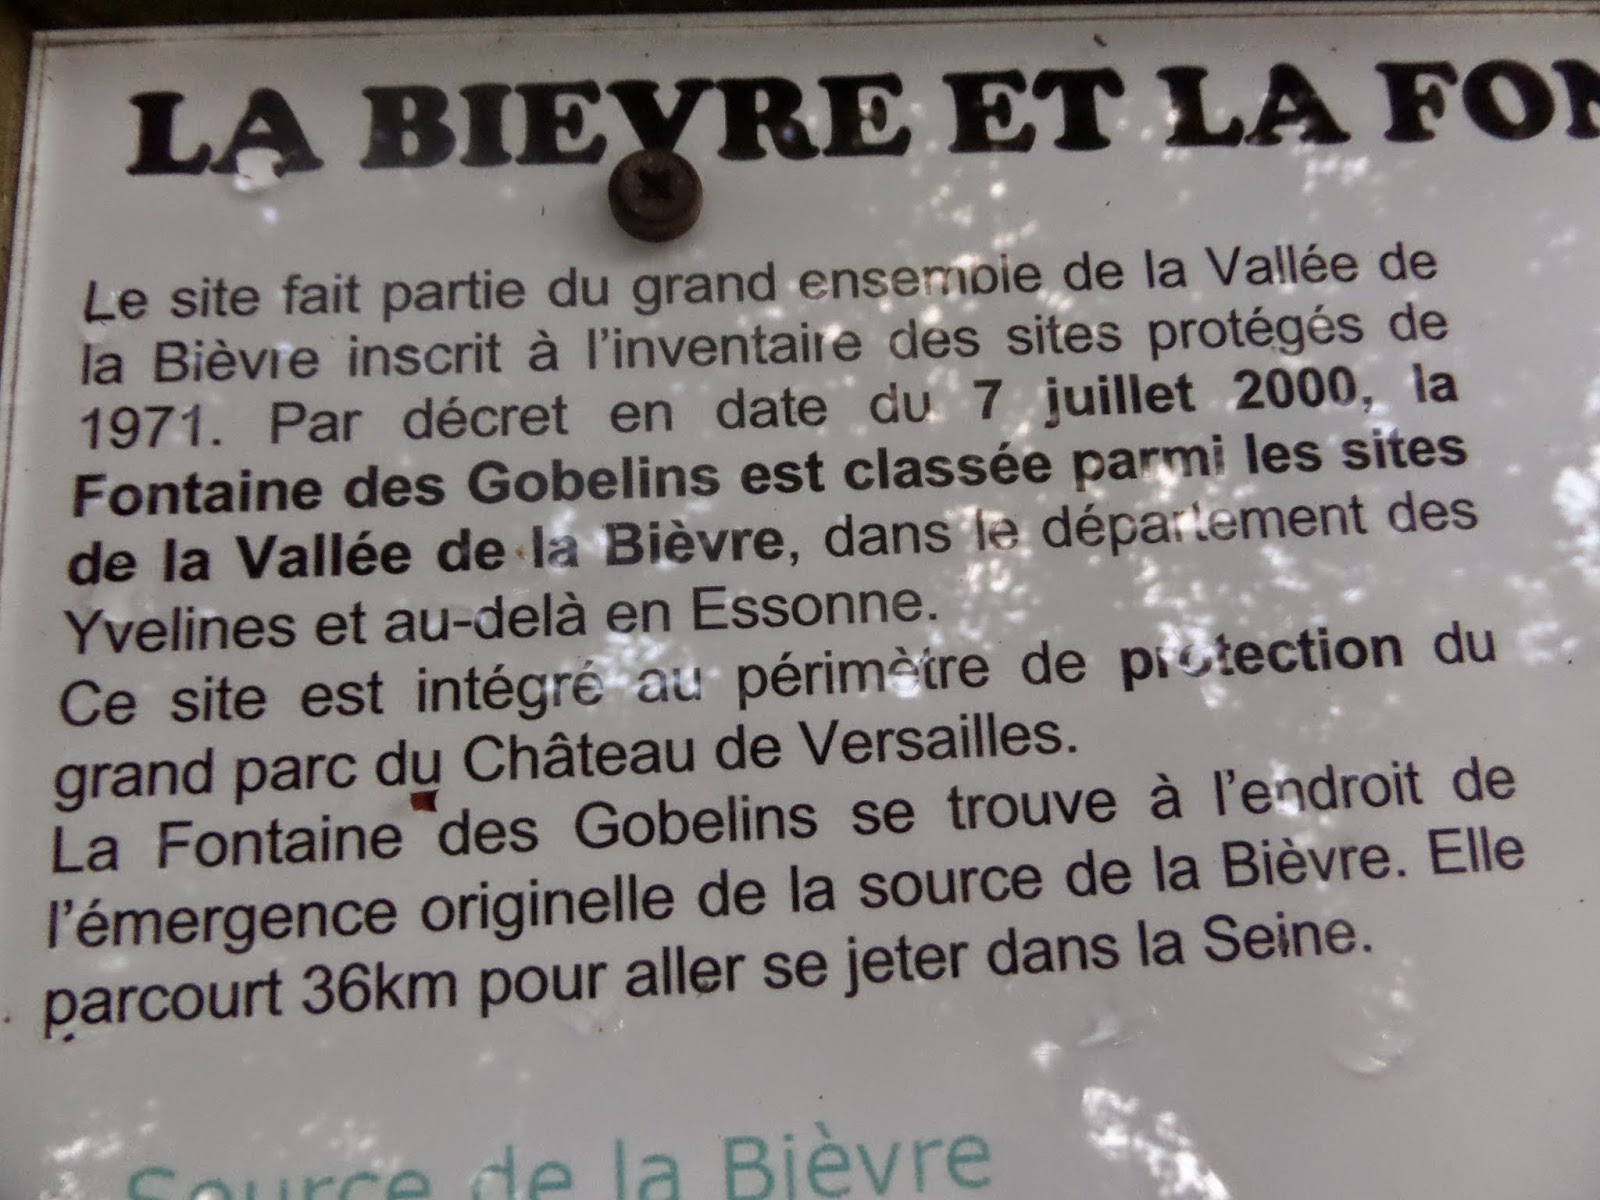 LA BIEVRE ET LA FON
Le site fait partie du grand ensemble de la Vallée de
la Bièvre inscrit à l'inventaire des sites protégés de
1971. Par décret en date du 7 juillet 2000, la
Fontaine des Gobelins est classée parmi les sites
de la Vallée de la Bièvre, dans le département des
Yvelines et au-delà en Essonne.
Ce site est intégré au périmètre de protection du
grand parc du Château de Versailles.
La Fontaine des Gobelins se trouve à l'endroit de
l'émergence originelle de la source de la Bièvre. Elle
parcourt 36km pour aller se jeter dans la Seine.
Source de la Bièvre